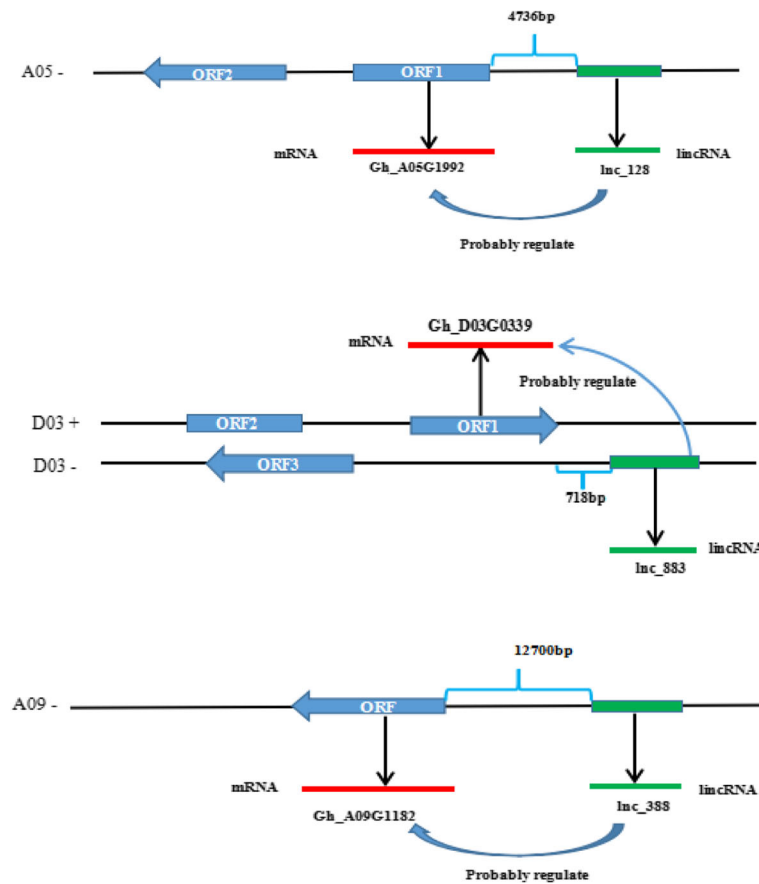 4736bp
A05 -
ORF2
ORF1
mRNA
Gh_A05G1992
lnc_128
lincRNA
Probably regulate
Gh_D03G0339
mRNA
Probably regulate
D03 +
ORF2
ORF1
D03 -
ORF3
718bp
lincRNA
lnc_883
12700bp
A09 -
ORF
mRNA
Gh_A09G1182
lnc_388
lincRNA
Probably regulate